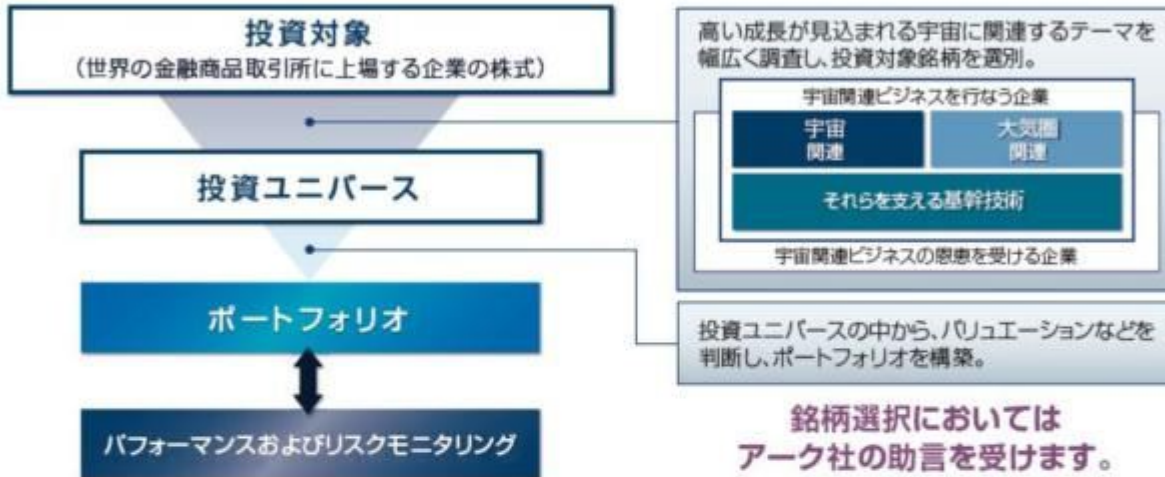 投資対象
（世界の金融商品取引所に上場する企業の株式）
投資ユニバース
ポートフォリオ
パフォーマンスおよびリスクモニタリング
高い成長が見込まれる宇宙に関連するテーマを
幅広く調査し、投資対象銘柄を選別。
宇宙関連ビジネスを行なう企業
宇宙
関連
大気圏
関連
それらを支える基幹技術
宇宙関連ビジネスの恩恵を受ける企業
投資ユニバースの中から、バリュエーションなどを
判断し、ポートフォリオを構築。
銘柄選択においては
アーク社の助言を受けます。